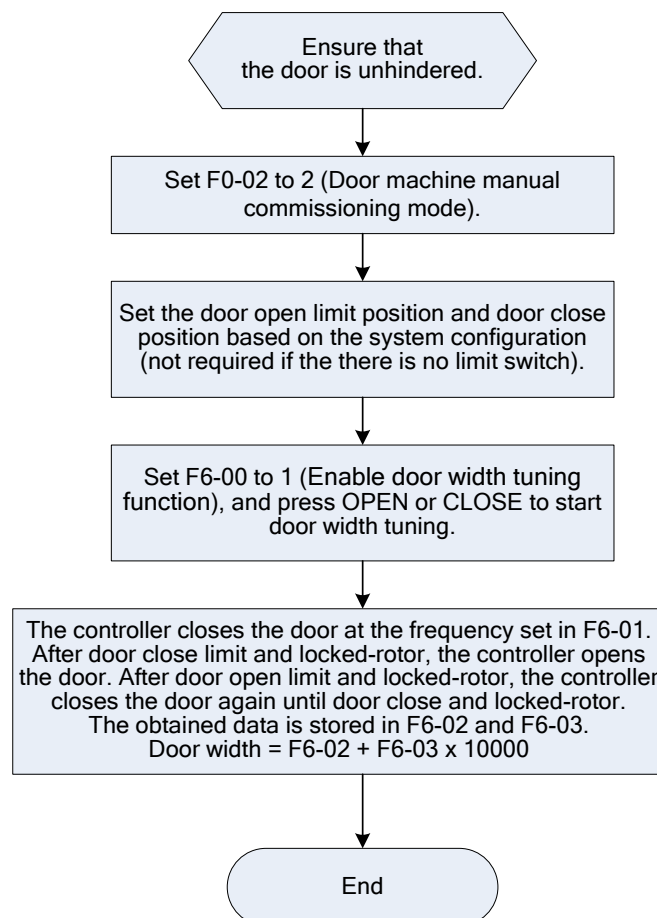 Ensure that
the door is unhindered.
Set F0-02 to 2 (Door machine manual
commissioning mode).
Set the door open limit position and door close
position based on the system configuration
(not required if the there is no limit switch).
Set F6-00 to 1 (Enable door width tuning
function), and press OPEN or CLOSE to start
door width tuning.
The controller closes the door at the frequency set in F6-01.
After door close limit and locked-rotor, the controller opens
the door. After door open limit and locked-rotor, the controller
closes the door again until door close and locked-rotor.
The obtained data is stored in F6-02 and F6-03.
Door width = F6-02 + F6-03 x 10000
End